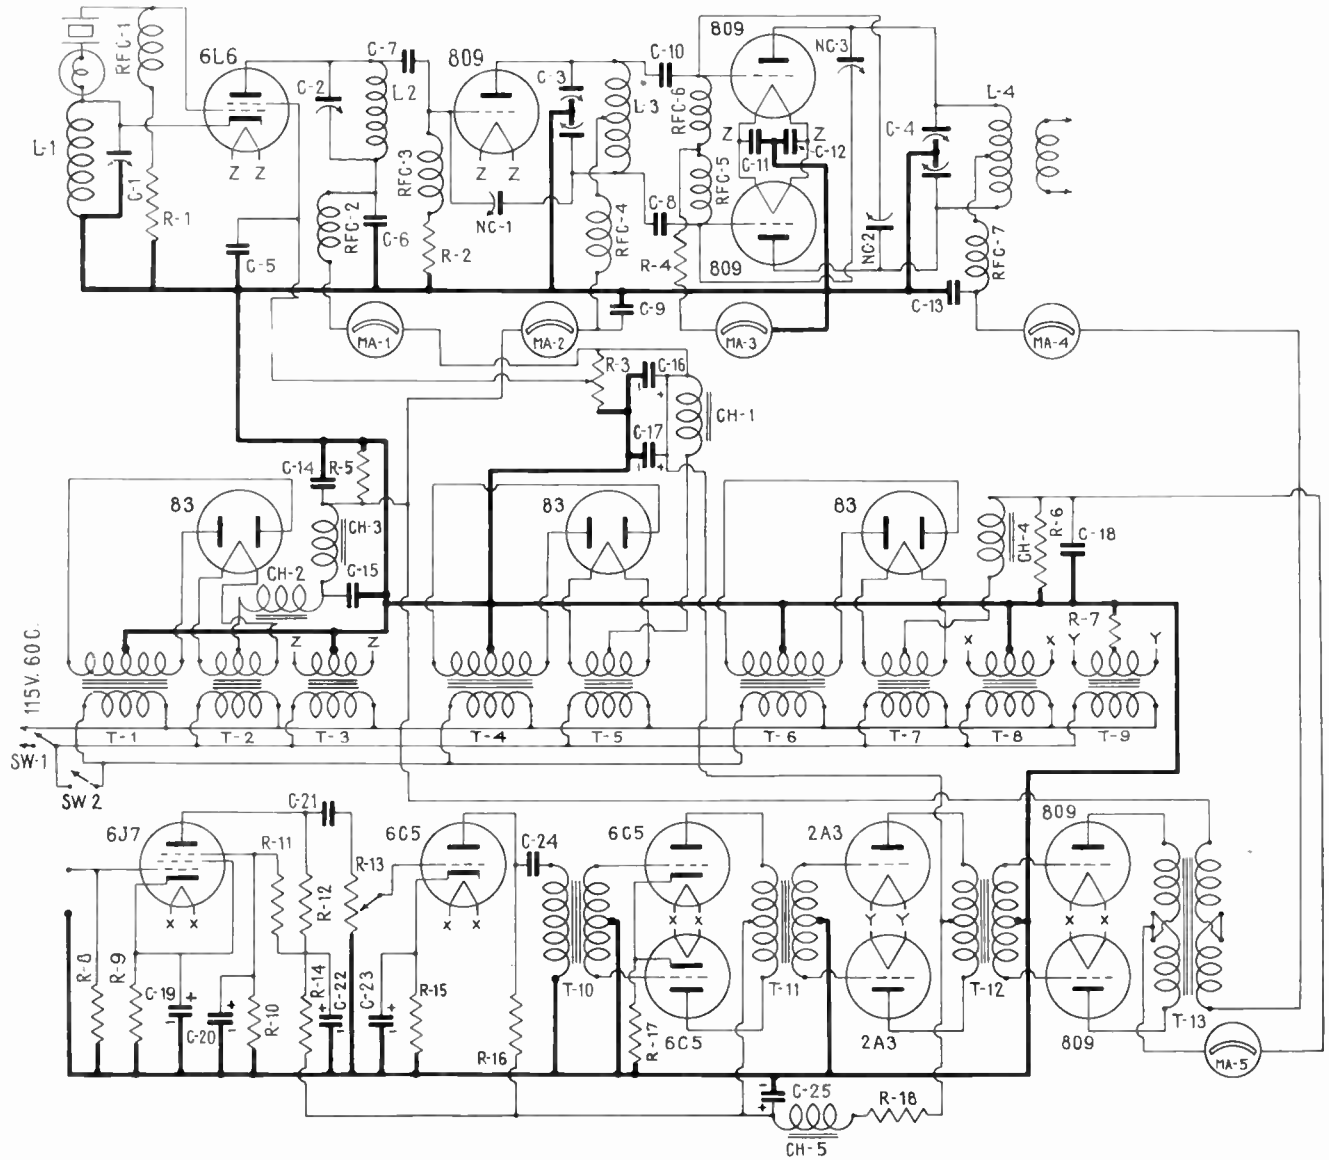 RFC-1
6L6
C-7
809
C-10
809
NC-3
C-2
L-2
C-3
L-3
RFC-6
L-4
C-4
L-1
C-1
Z Z
RFC-3
Z Z
Z Z
C-11
C-12
R-1
RFC-2
C-6
NC-1
C-8
RFC-5
NC-2
C-5
R-2
RFC-4
R-4
809
RFC-7
C-9
C-13
MA-1
MA-2
MA-3
MA-4
R-3
C-16
+
CH-1
C-17
+
C-14
R-5
83
83
83
CH-3
CH-4
R-6
C-18
CH-2
C-15
R-7
Z Z
X X
Y Y
115V. 60C.
T-1
T-2
T-3
T-4
T-5
T-6
T-7
T-8
T-9
SW-1
SW2
C-21
6J7
R-11
R-13
6C5
C-24
6C5
2A3
809
R-12
X X
X X
X X
Y Y
X X
R-8
R-9
C-19
+
-
C-20
+
-
R-10
R-14
+
-
C-22
C-23
+
-
R-15
R-16
T-10
R-17
6C5
T-11
2A3
T-12
809
T-13
MA-5
-
+
C-25
R-18
CH-5